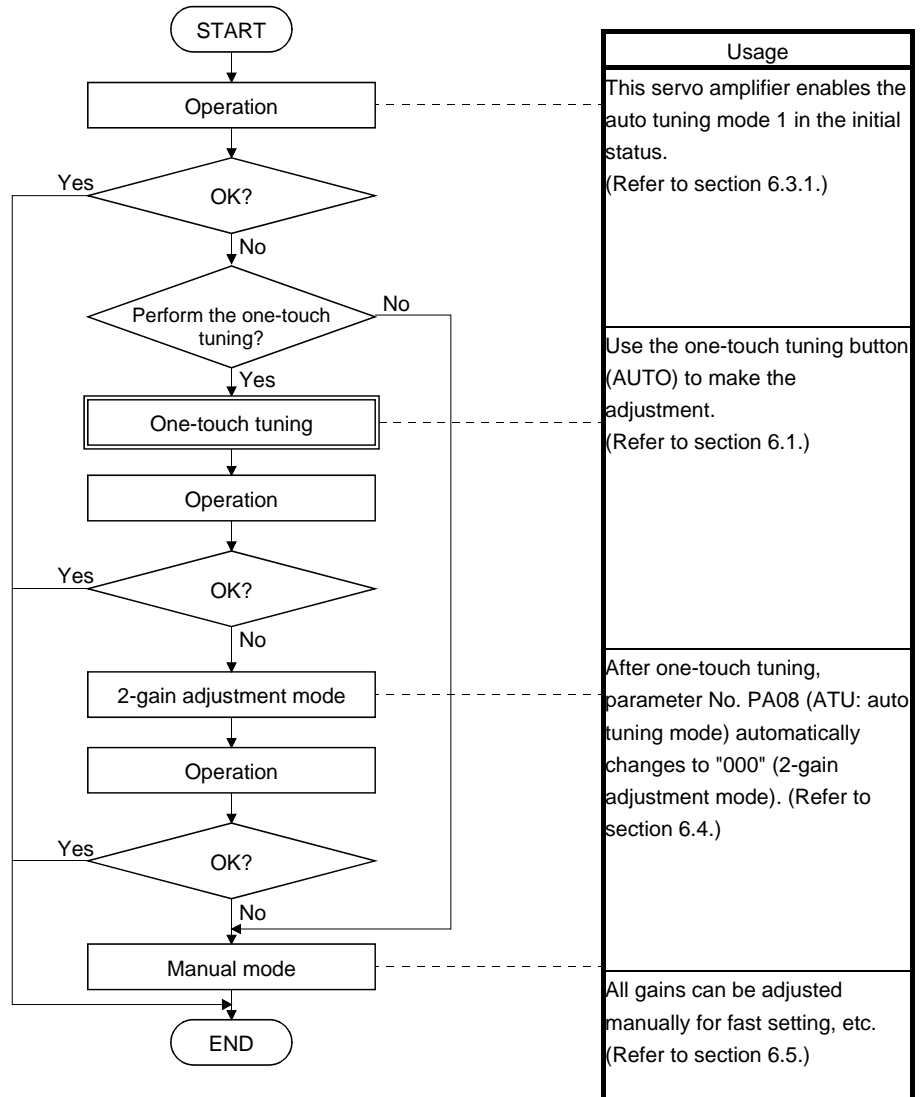 START
Operation
OK?
Yes
No
Perform the one-touch
tuning?
No
Yes
One-touch tuning
Operation
OK?
Yes
No
2-gain adjustment mode
Operation
OK?
Yes
No
Manual mode
END
Usage
This servo amplifier enables the
auto tuning mode 1 in the initial
status.
(Refer to section 6.3.1.)
Use the one-touch tuning button
(AUTO) to make the
adjustment.
(Refer to section 6.1.)
After one-touch tuning,
parameter No. PA08 (ATU: auto
tuning mode) automatically
changes to "000" (2-gain
adjustment mode). (Refer to
section 6.4.)
All gains can be adjusted
manually for fast setting, etc.
(Refer to section 6.5.)